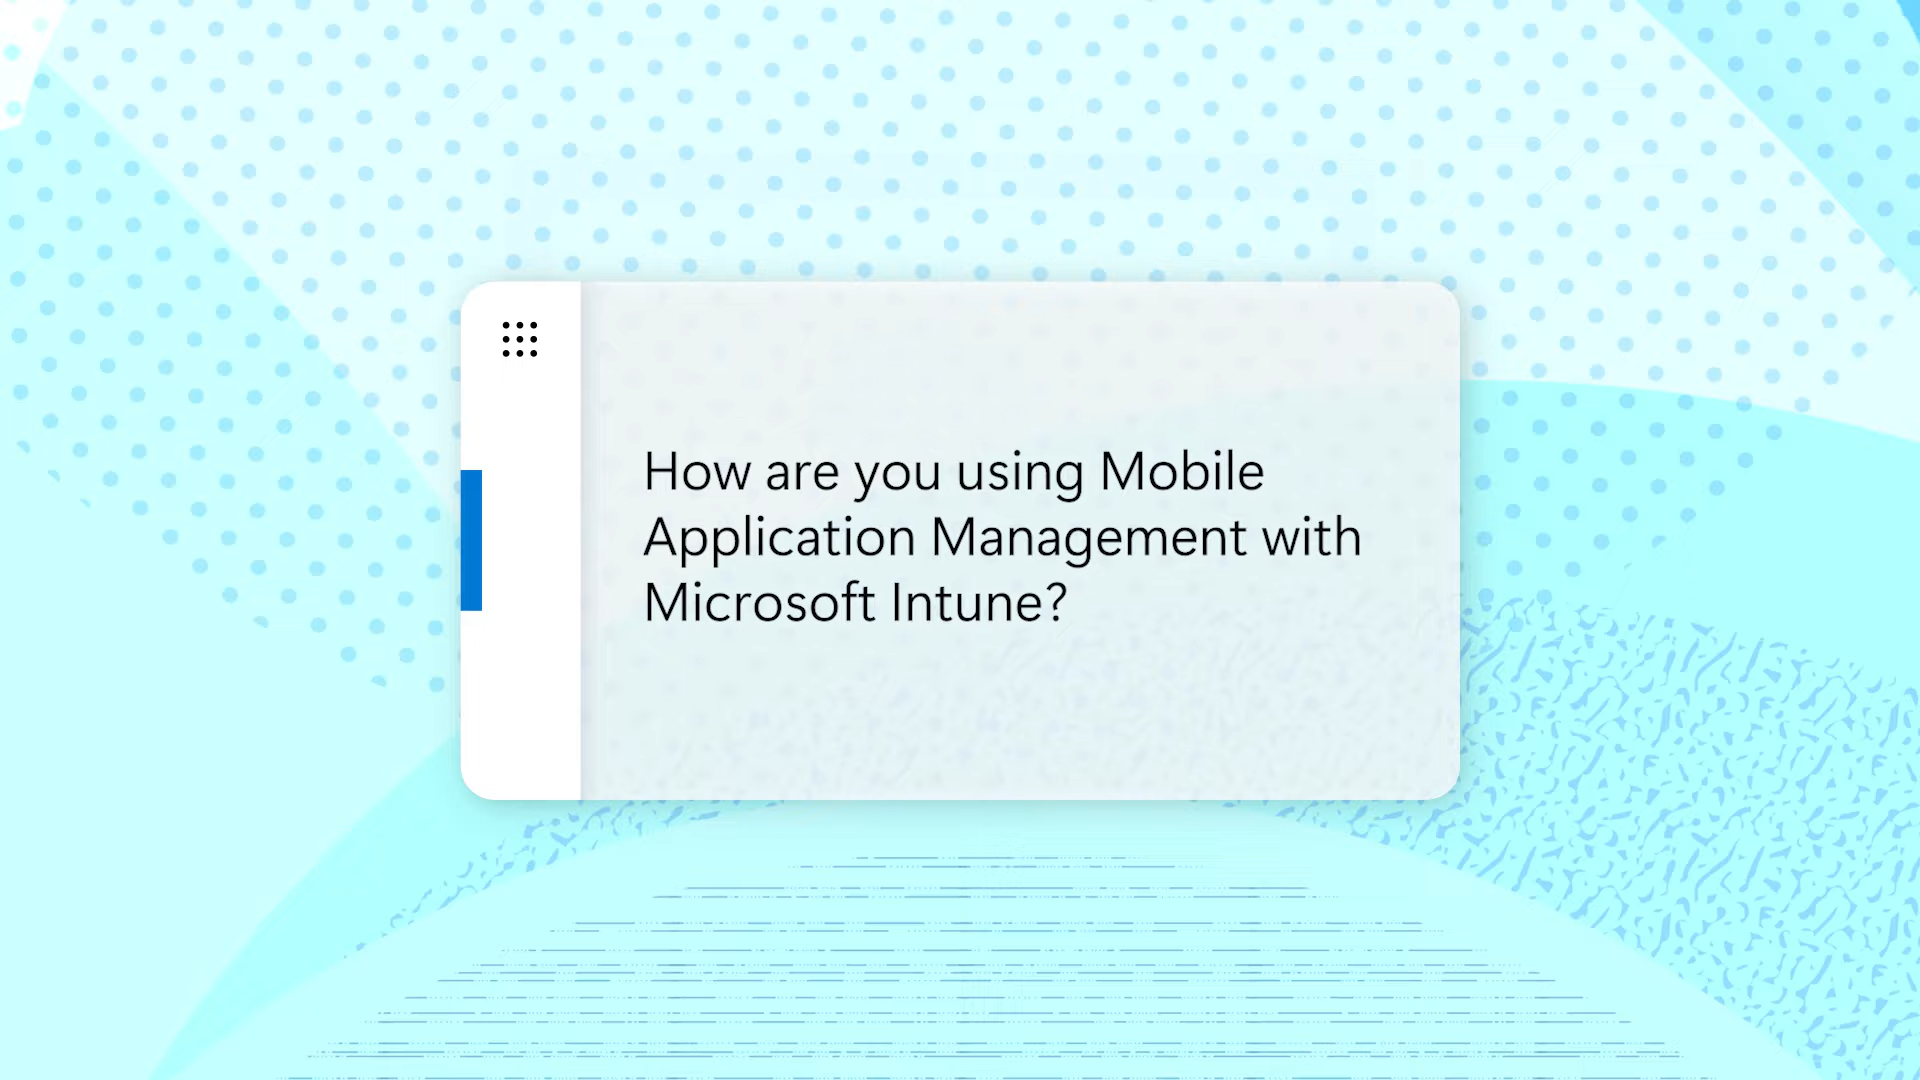 How are you using Mobile
Application Management with
Microsoft Intune?